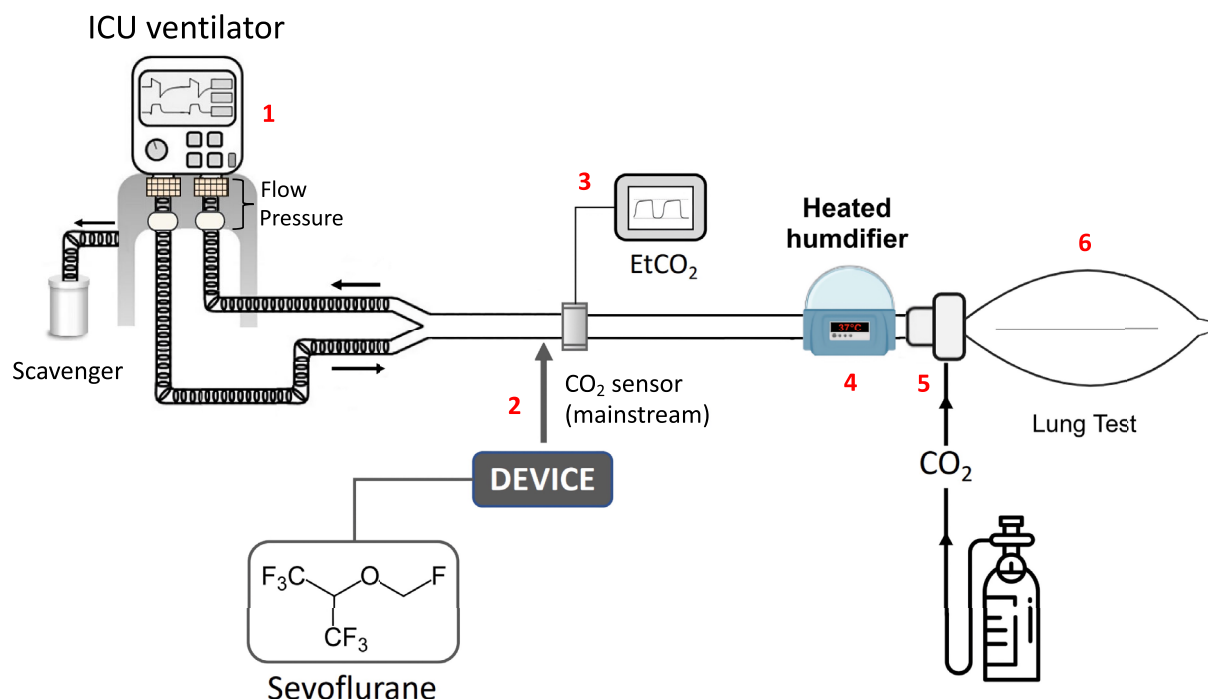 ICU ventilator
1
Flow
Pressure
Scavenger
3
EtCO₂
2
CO₂ sensor
(mainstream)
DEVICE
F₃C
O
F
CF₃
Sevoflurane
Heated
humdifier
37°C
4
5
6
Lung Test
CO₂